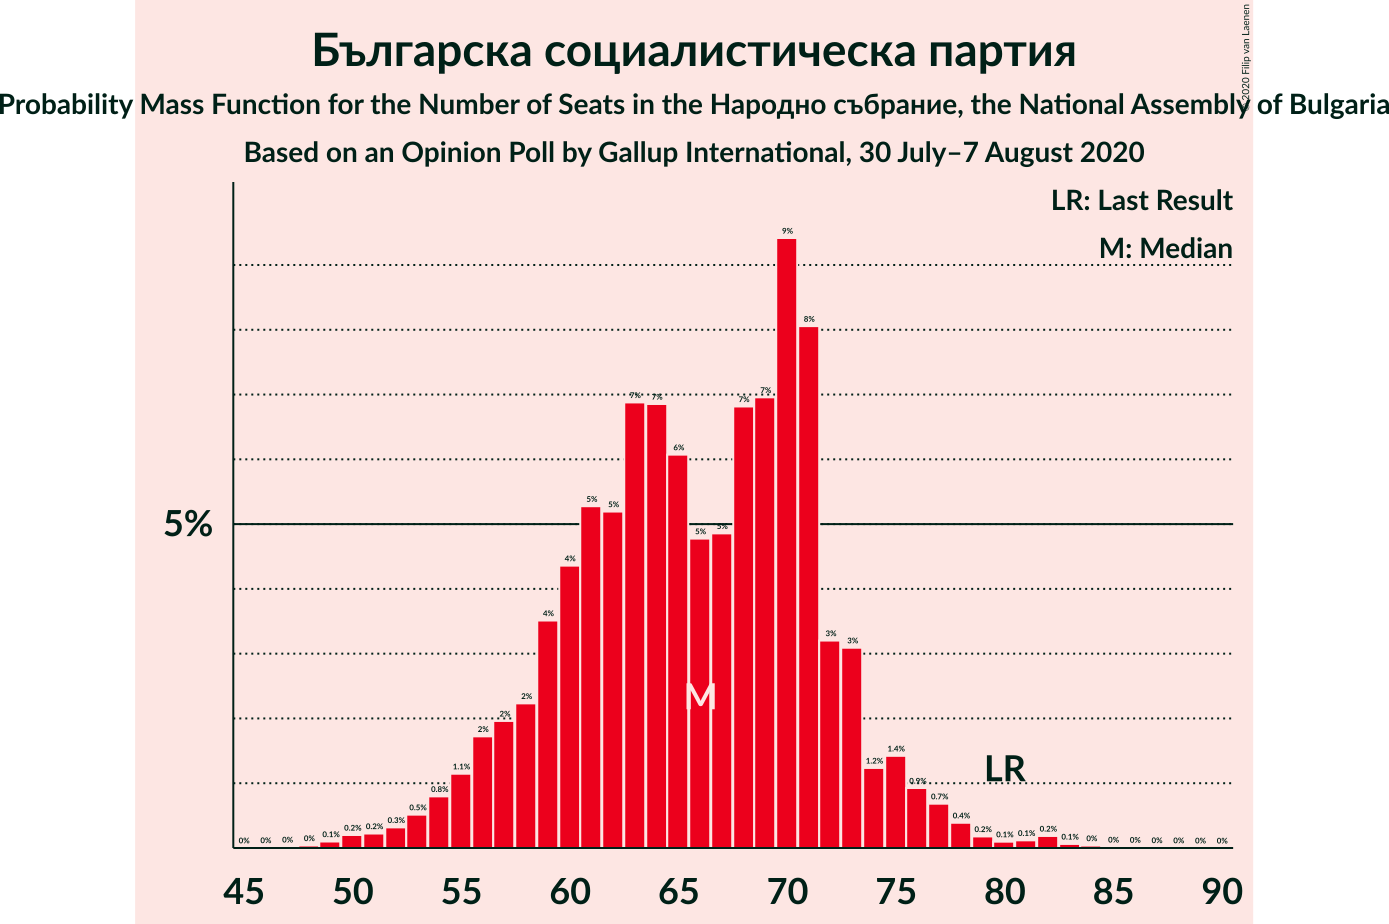 Българска социалистическа партия
© 2020 Filip van Laenen
Probability Mass Function for the Number of Seats in the Народно събрание, the National Assembly of Bulgaria
Based on an Opinion Poll by Gallup International, 30 July–7 August 2020
LR: Last Result
M: Median
5%
0% 0% 0% 0% 0.1% 0.2% 0.2% 0.3% 0.5% 0.8% 1.1% 2% 2% 2% 4% 4% 5% 5% 7% 7% 6% 5% 5% 7% 7% 9% 8% 3% 3% 1.2% 1.4% 0.9% 0.7% 0.4% 0.2% 0.1% 0.1% 0.2% 0.1% 0% 0% 0% 0% 0% 0% 0%
M
LR
45 50 55 60 65 70 75 80 85 90